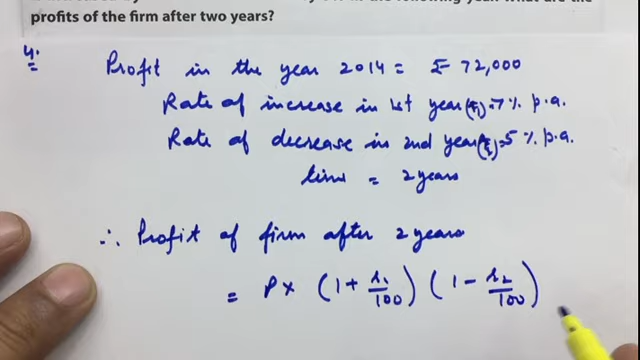 profits of the firm after two years?
4.
Profit in the year 2014 = ₹ 72,000
Rate of increase in 1st year (r₁) = 7 % p.a.
Rate of decrease in 2nd year (r₂) = 5 % p.a.
time = 2 years
∴ Profit of firm after 2 years
= P × (1 + r₁/100) (1 − r₂/100)